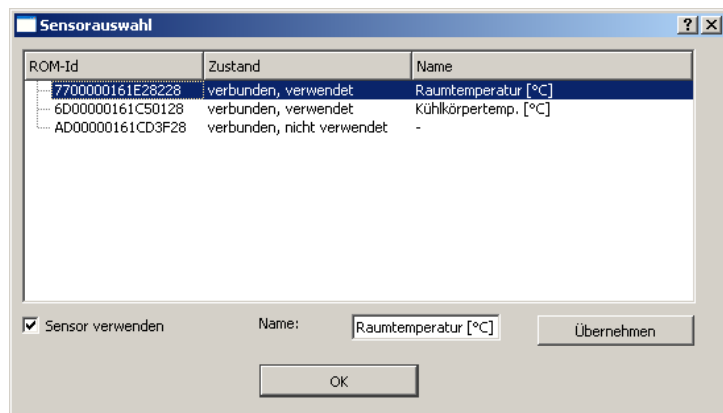 Sensorauswahl
ROM-Id Zustand Name
7700000161E28228 verbunden, verwendet Raumtemperatur [°C]
6D00000161C50128 verbunden, verwendet Kühlkörpertemp. [°C]
AD00000161CD3F28 verbunden, nicht verwendet -
Sensor verwenden Name: Raumtemperatur [°C] Übernehmen
OK